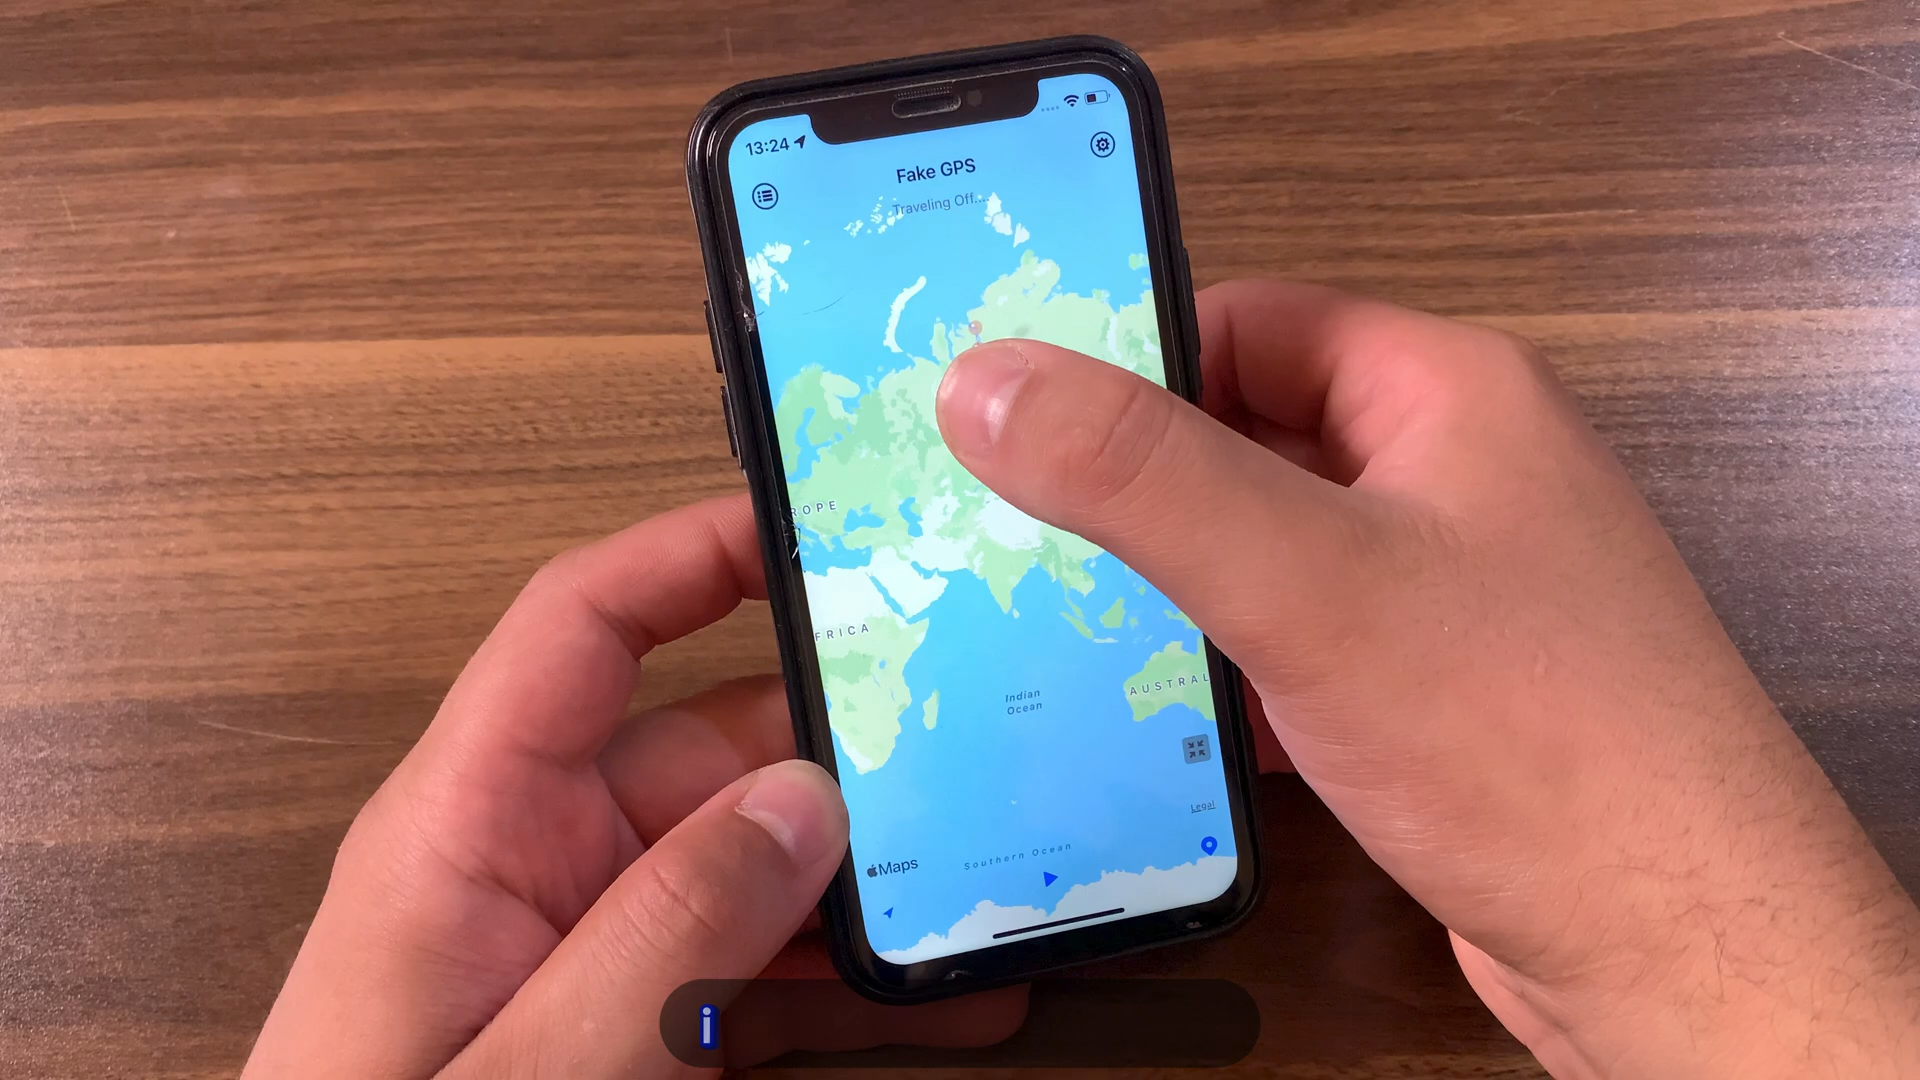 13:24
Fake GPS
Traveling Off....
ROPE
FRICA
AUSTRAL
Indian
Ocean
Legal
Southern Ocean
Maps
i